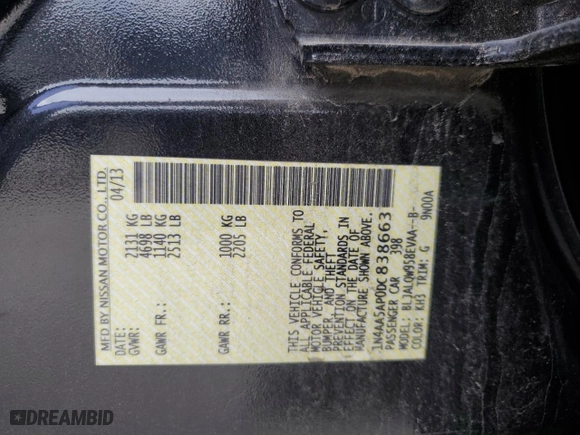 MFD BY NISSAN MOTOR CO., LTD.
DATE: 04/13
GVWR: 2131 KG
4698 LB
GAWR FR.: 1140 KG
2513 LB
GAWR RR.: 1000 KG
2205 LB
THIS VEHICLE CONFORMS TO
ALL APPLICABLE FEDERAL
MOTOR VEHICLE SAFETY,
BUMPER, AND THEFT
PREVENTION STANDARDS IN
EFFECT ON THE DATE OF
MANUFACTURE SHOWN ABOVE.
1N4AA5AP0DC838663
PASSENGER CAR 398
MODEL: BLJALOW958EVAA--B-
COLOR: KH3 TRIM: G 9N00A
DREAMBID